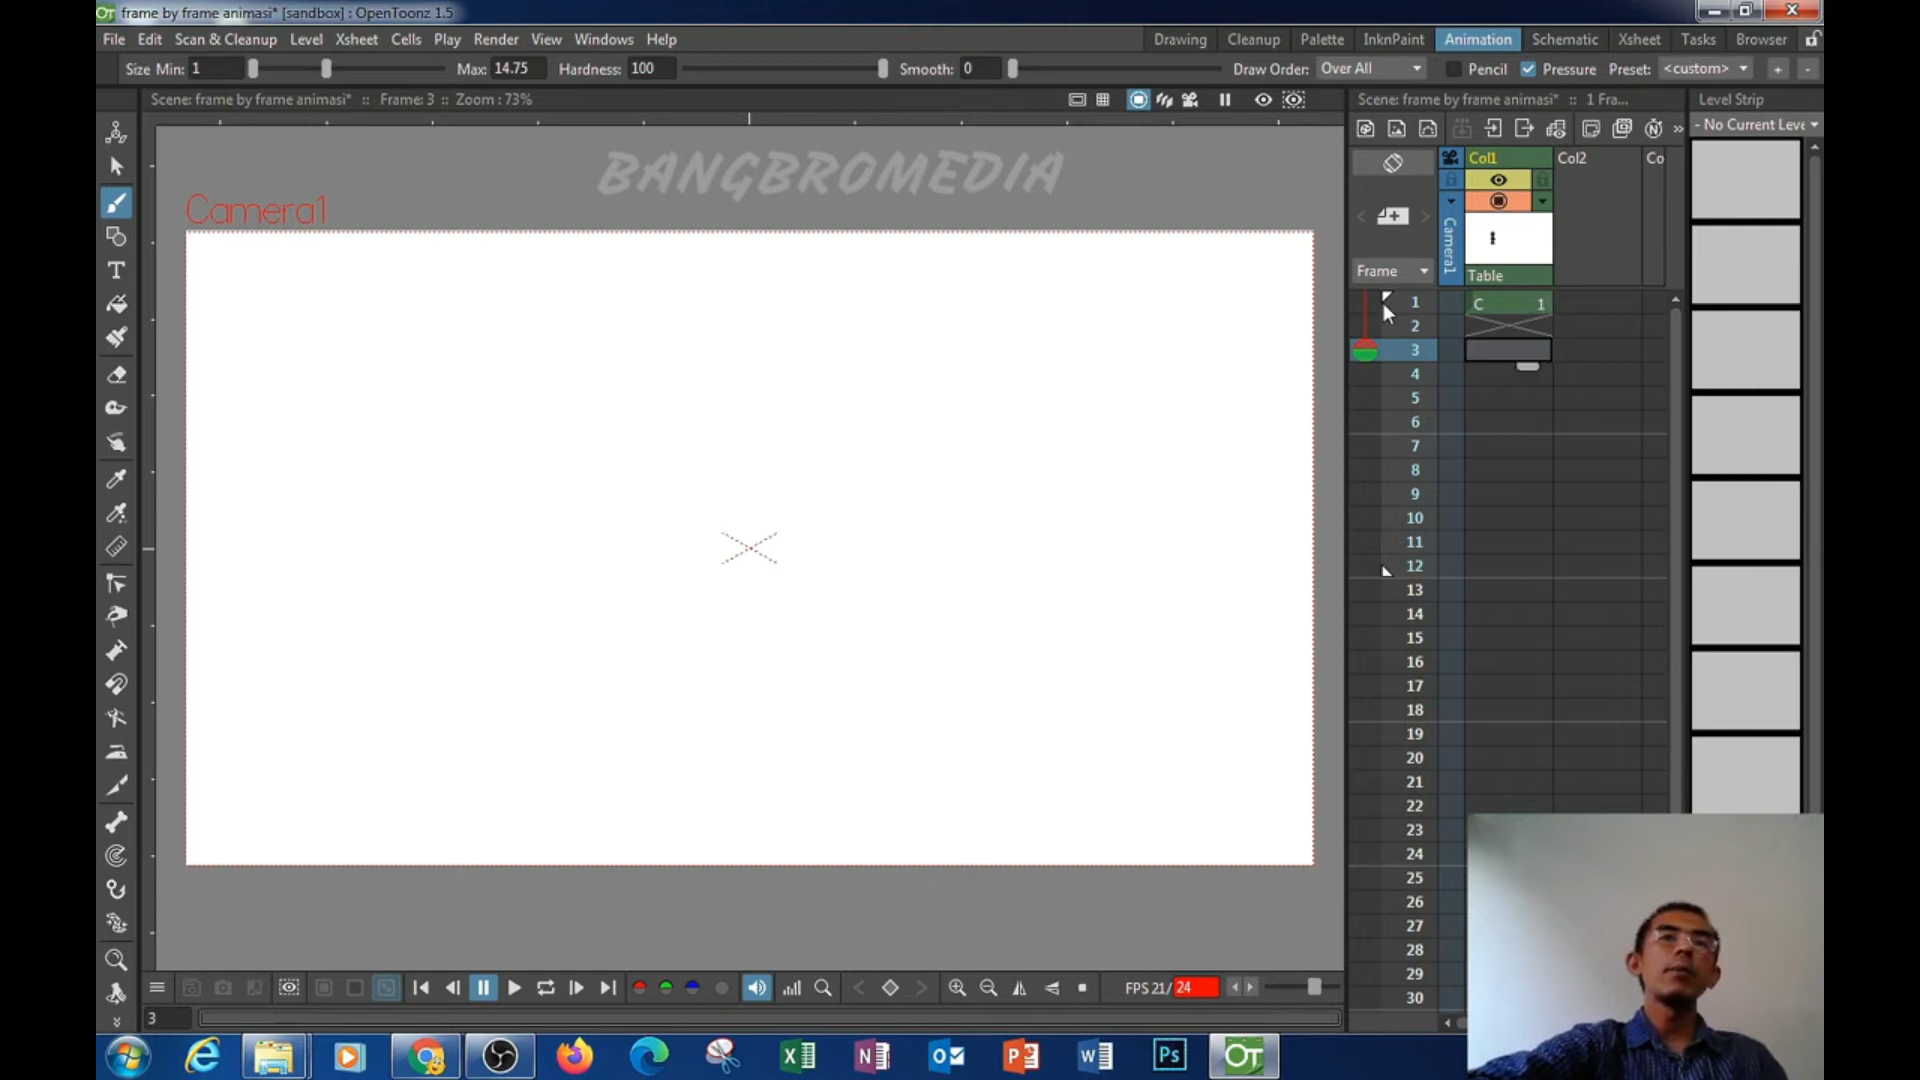 frame by frame animasi* [sandbox] : OpenToonz 1.5
File Edit Scan & Cleanup Level Xsheet Cells Play Render View Windows Help
Drawing Cleanup Palette InknPaint Animation Schematic Xsheet Tasks Browser
Size Min: 1 Max: 14.75 Hardness: 100 Smooth: 0 Draw Order: Over All Pencil Pressure Preset: <custom> + -
Scene: frame by frame animasi* :: Frame: 3 :: Zoom : 73%
Scene: frame by frame animasi* :: 1 Fra...
Level Strip
- No Current Leve
BANGBROMEDIA
Camera1
Col1 Col2 Co
Camera1
Frame
Table
1 C 1
2
3
4
5
6
7
8
9
10
11
12
13
14
15
16
17
18
19
20
21
22
23
24
25
26
27
28
29
30
FPS 21/ 24
3